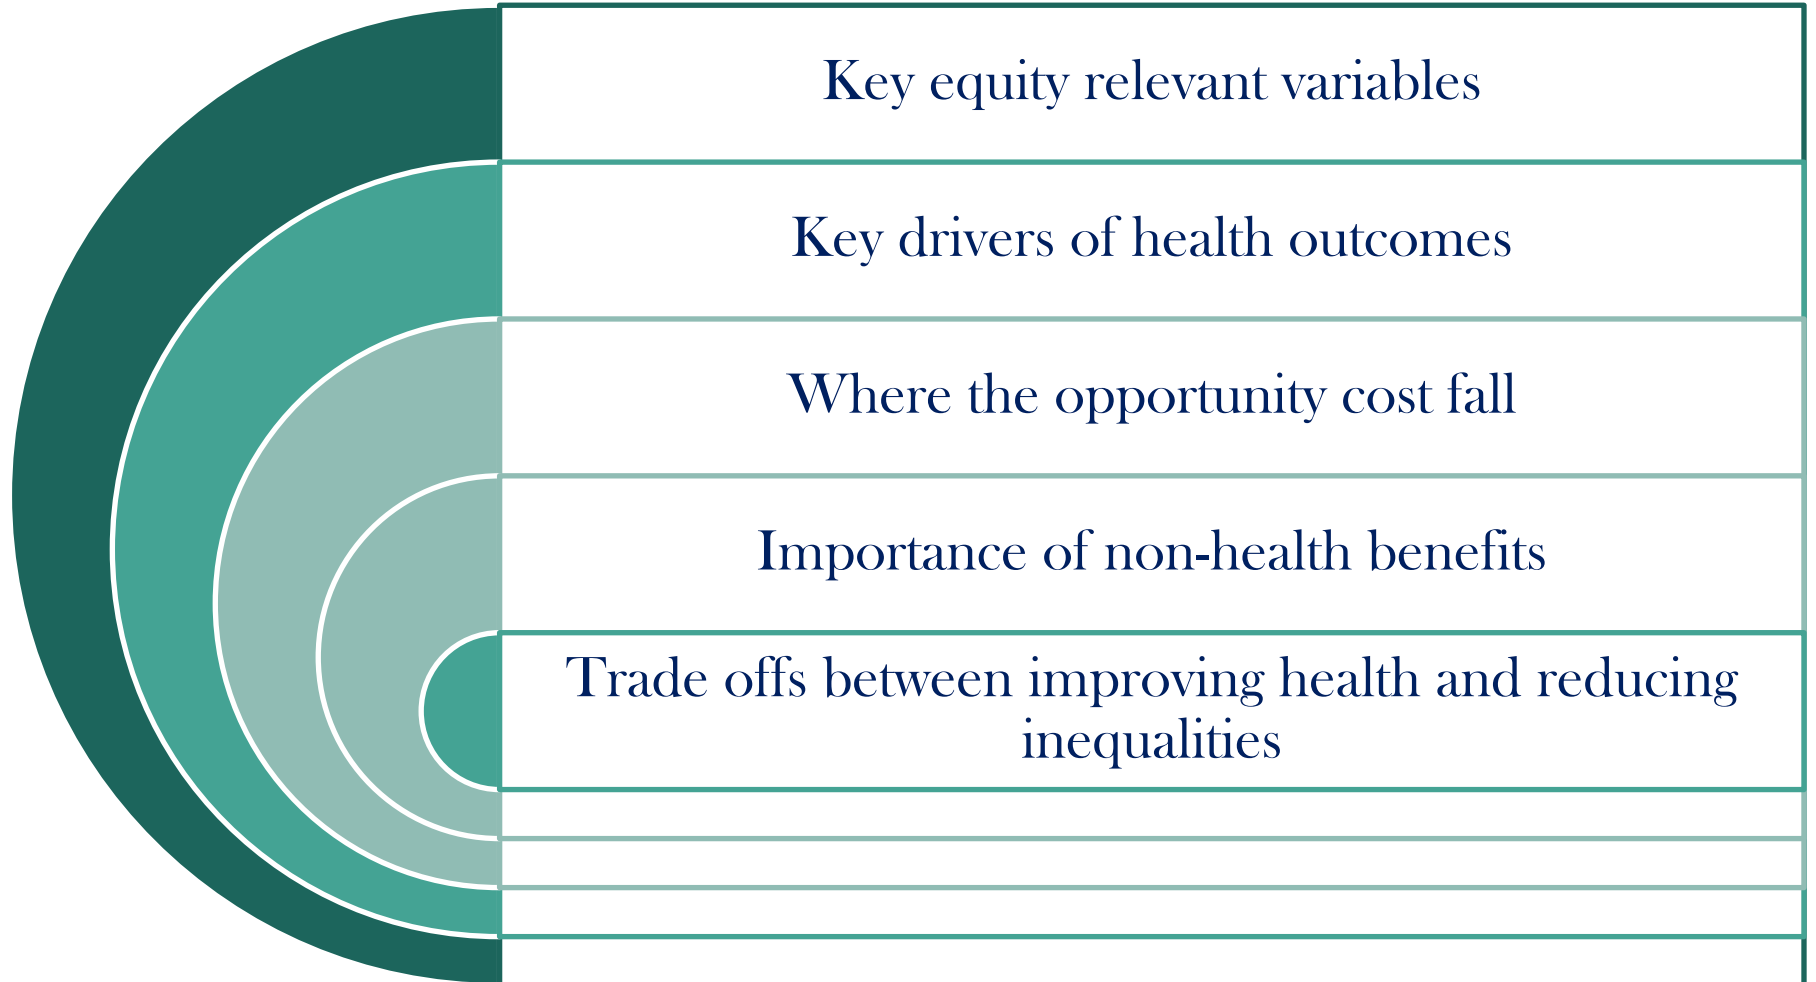 Key equity relevant variables
Key drivers of health outcomes
Where the opportunity cost fall
Importance of non-health benefits
Trade offs between improving health and reducing
inequalities